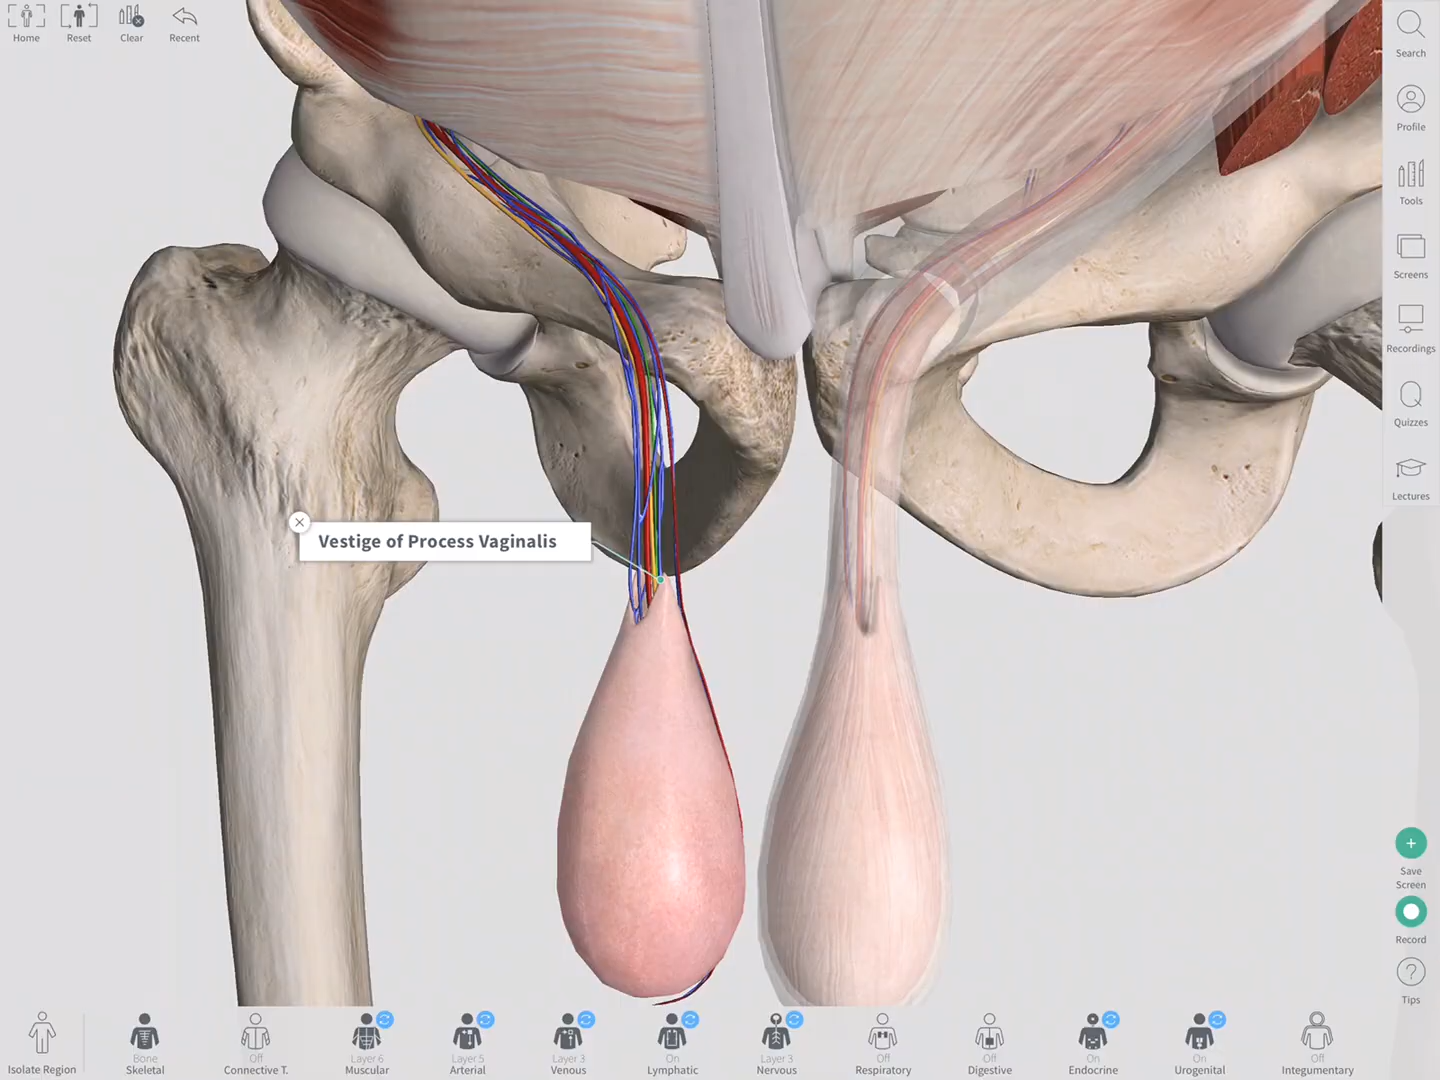 Home
Reset
Clear
Recent
Search
Profile
Tools
Screens
Recordings
Quizzes
Lectures
Vestige of Process Vaginalis
Save
Screen
Record
Tips
Isolate Region
Bone
Skeletal
Off
Connective T.
Layer 6
Muscular
Layer 5
Arterial
Layer 3
Venous
On
Lymphatic
Layer 3
Nervous
Off
Respiratory
Off
Digestive
On
Endocrine
On
Urogenital
Off
Integumentary